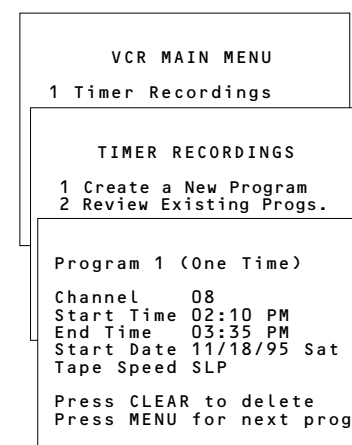 VCR MAIN MENU
1 Timer Recordings
TIMER RECORDINGS
1 Create a New Program
2 Review Existing Progs.
Program 1 (One Time)
Channel 08
Start Time 02:10 PM
End Time 03:35 PM
Start Date 11/18/95 Sat
Tape Speed SLP
Press CLEAR to delete
Press MENU for next prog